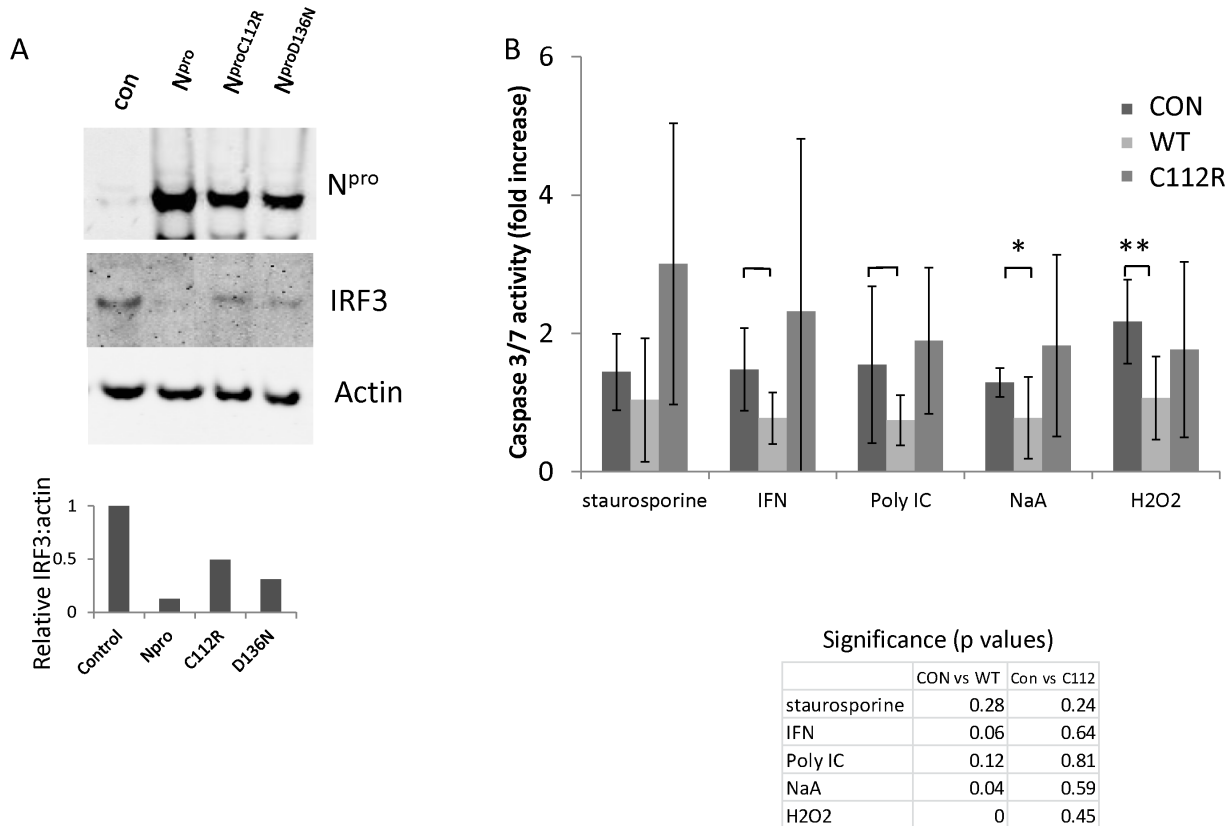 A
con
Npro
NproC112R
NproD136N
Npro
IRF3
Actin
Relative IRF3:actin
1
0.5
0
Control
Npro
C112R
D136N
B
Caspase 3/7 activity (fold increase)
6
4
2
0
CON
WT
C112R
*
**
staurosporine
IFN
Poly IC
NaA
H2O2
Significance (p values)
CON vs WT Con vs C112
staurosporine 0.28 0.24
IFN 0.06 0.64
Poly IC 0.12 0.81
NaA 0.04 0.59
H2O2 0 0.45